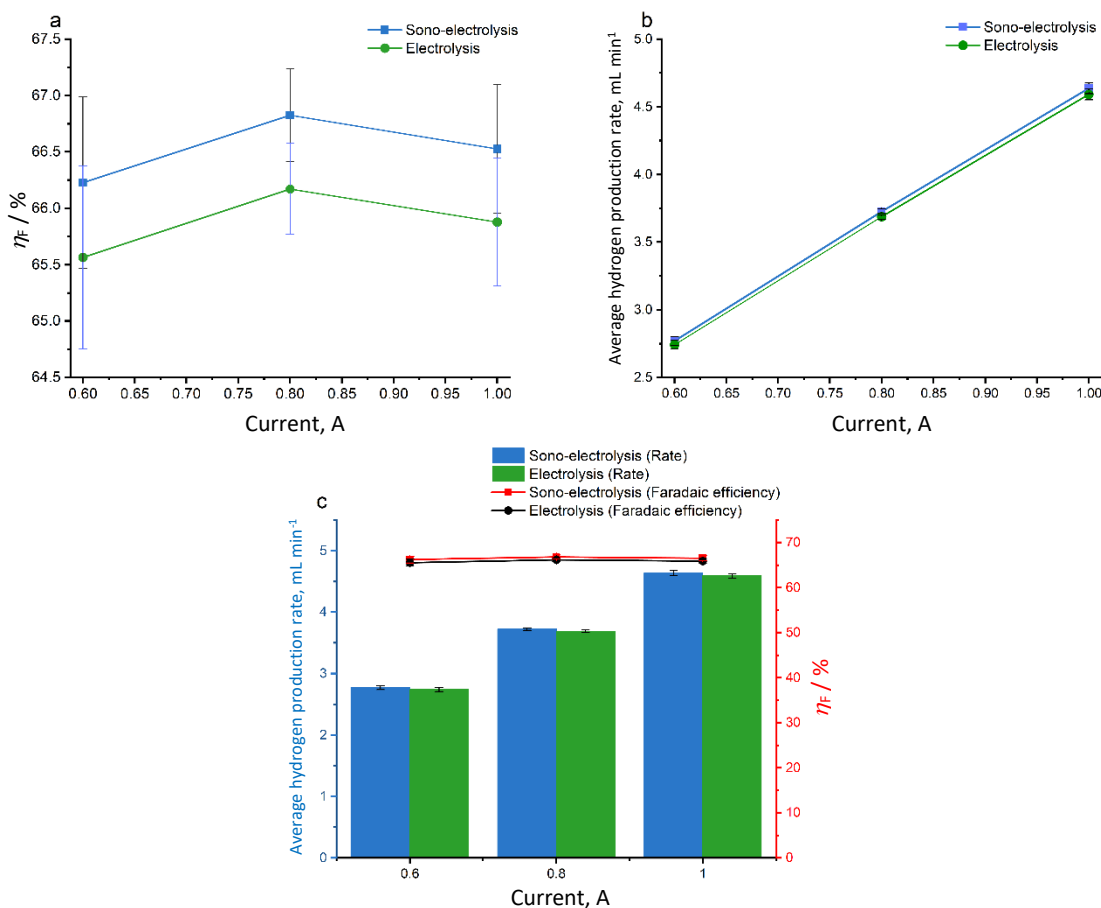 a
Sono-electrolysis
Electrolysis
67.5
67.0
66.5
66.0
65.5
65.0
64.5
ηF / %
0.60 0.65 0.70 0.75 0.80 0.85 0.90 0.95 1.00
Current, A
b
Sono-electrolysis
Electrolysis
5.0
4.5
4.0
3.5
3.0
2.5
Average hydrogen production rate, mL min-1
0.60 0.65 0.70 0.75 0.80 0.85 0.90 0.95 1.00
Current, A
Sono-electrolysis (Rate)
Electrolysis (Rate)
Sono-electrolysis (Faradaic efficiency)
Electrolysis (Faradaic efficiency)
c
5
4
3
2
1
0
Average hydrogen production rate, mL min-1
70
60
50
40
30
20
10
0
ηF / %
0.6 0.8 1
Current, A